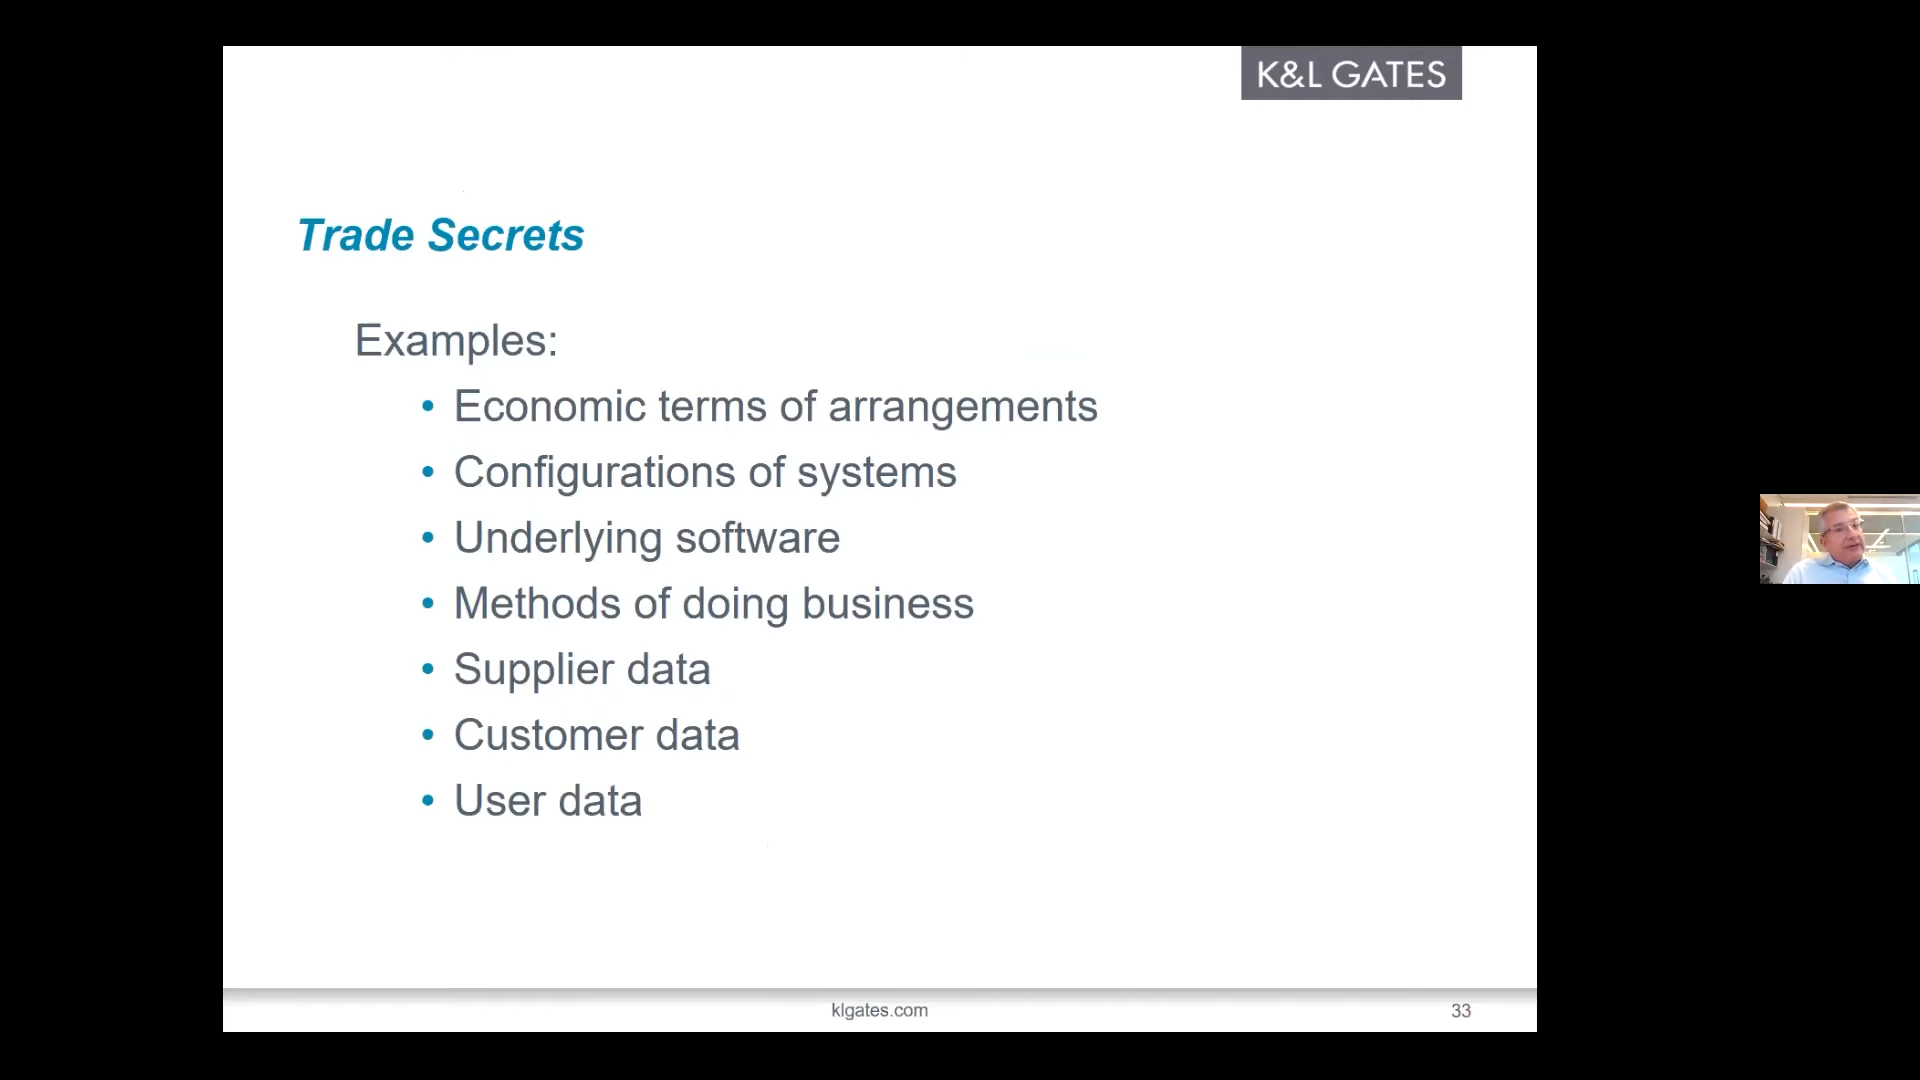 K&L GATES
Trade Secrets
Examples:
• Economic terms of arrangements
• Configurations of systems
• Underlying software
• Methods of doing business
• Supplier data
• Customer data
• User data
klgates.com
33